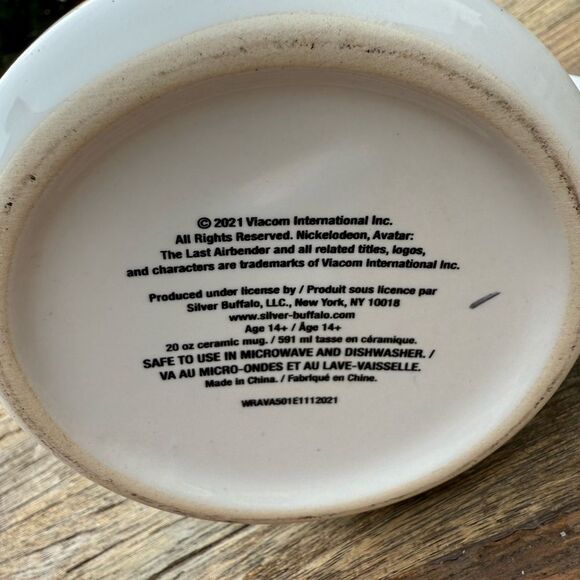 © 2021 Viacom International Inc.
All Rights Reserved. Nickelodeon, Avatar:
The Last Airbender and all related titles, logos,
and characters are trademarks of Viacom International Inc.
Produced under license by / Produit sous licence par
Silver Buffalo, LLC., New York, NY 10018
www.silver-buffalo.com
Age 14+ / Âge 14+
20 oz ceramic mug. / 591 ml tasse en céramique.
SAFE TO USE IN MICROWAVE AND DISHWASHER. /
VA AU MICRO-ONDES ET AU LAVE-VAISSELLE.
Made in China. / Fabriqué en Chine.
WRAVA501E1112021